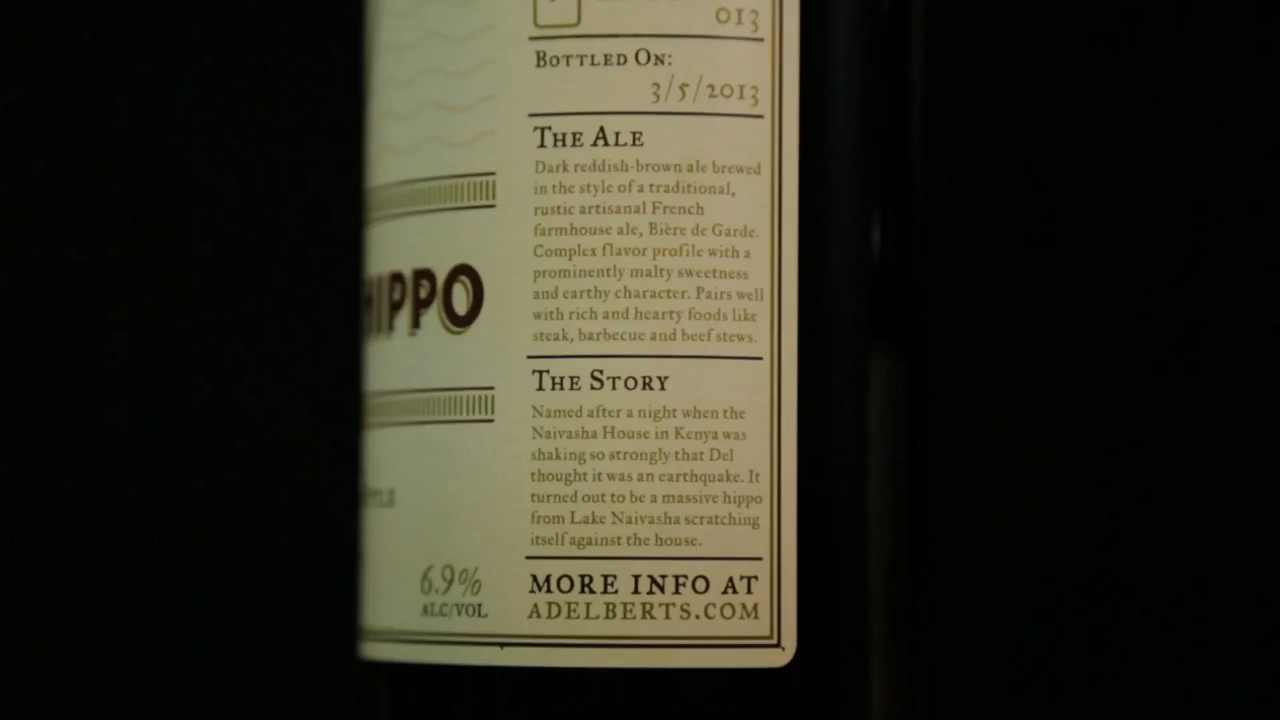 013
BOTTLED ON:
3/5/2013
THE ALE
Dark reddish-brown ale brewed
in the style of a traditional,
rustic artisanal French
farmhouse ale, Bière de Garde.
Complex flavor profile with a
prominently malty sweetness
and earthy character. Pairs well
with rich and hearty foods like
steak, barbecue and beef stews.
THE STORY
Named after a night when the
Naivasha House in Kenya was
shaking so strongly that Del
thought it was an earthquake. It
turned out to be a massive hippo
from Lake Naivasha scratching
itself against the house.
MORE INFO AT
ADELBERTS.COM
HIPPO
6.9%
ALC/VOL